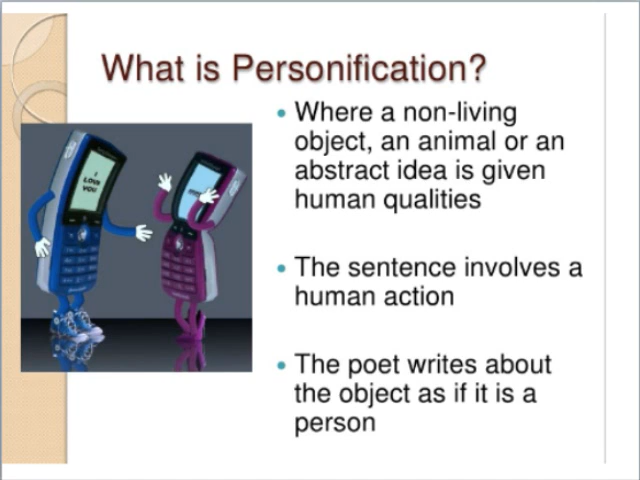 What is Personification?
• Where a non-living
object, an animal or an
abstract idea is given
human qualities
• The sentence involves a
human action
• The poet writes about
the object as if it is a
person
I
LOVE
YOU